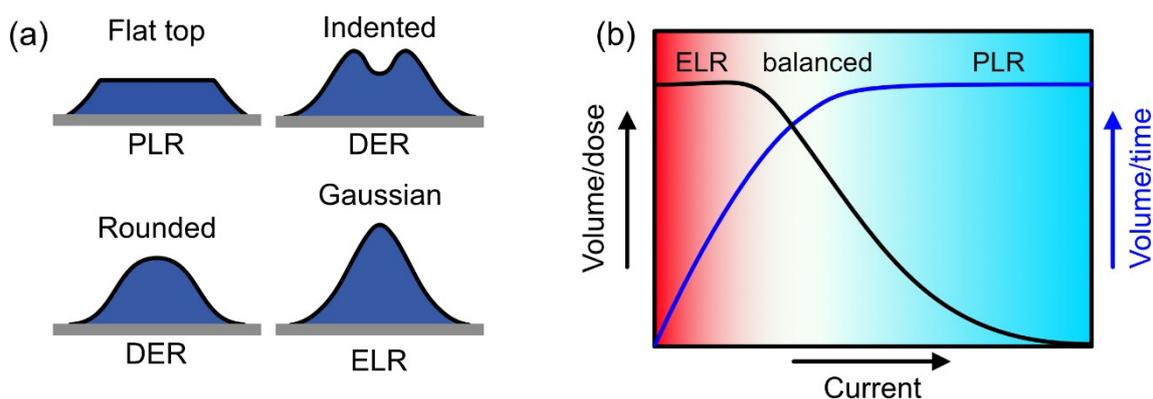 (a)
Flat top
Indented
PLR
DER
Rounded
Gaussian
DER
ELR
(b)
ELR balanced PLR
Volume/dose
Volume/time
Current